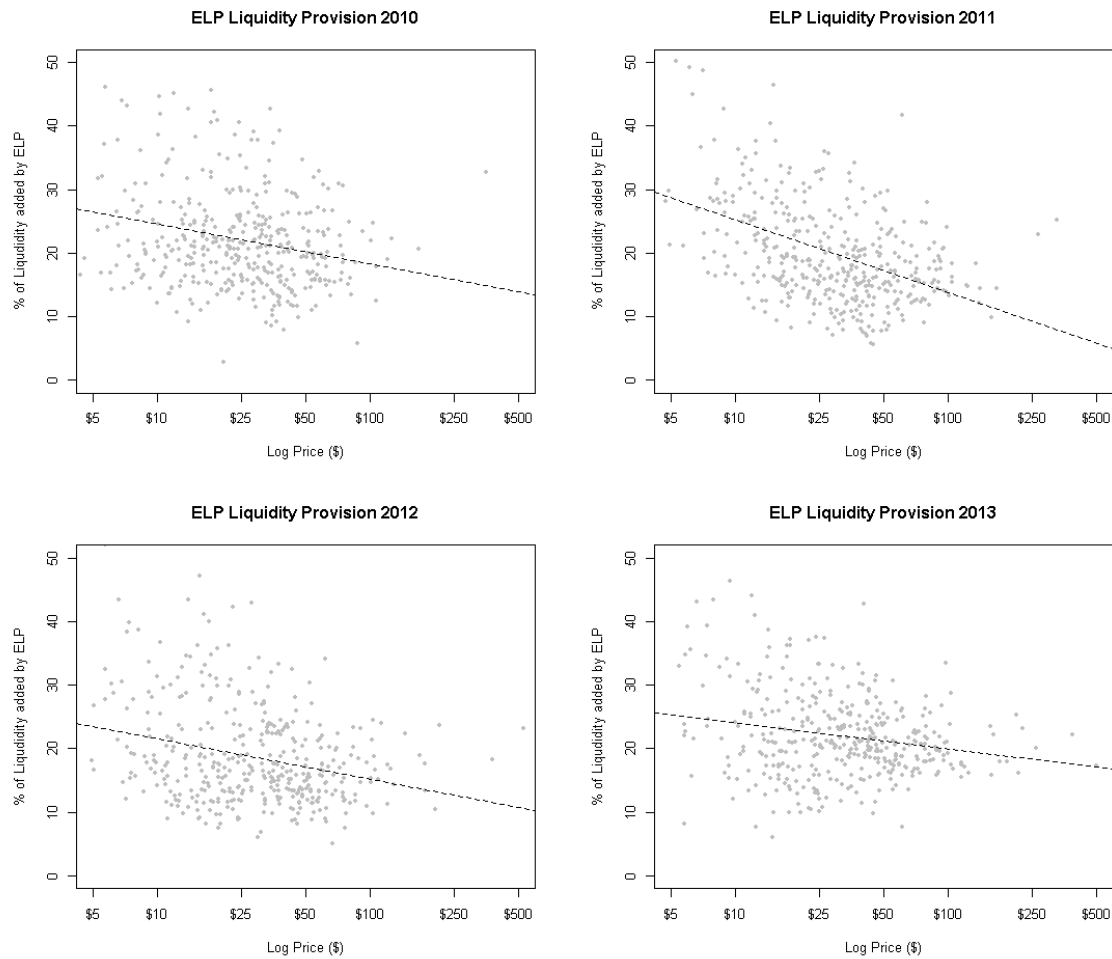 ELP Liquidity Provision 2010
% of Liqudidity added by ELP
50
40
30
20
10
0
$5 $10 $25 $50 $100 $250 $500
Log Price ($)
ELP Liquidity Provision 2011
% of Liqudidity added by ELP
50
40
30
20
10
0
$5 $10 $25 $50 $100 $250 $500
Log Price ($)
ELP Liquidity Provision 2012
% of Liqudidity added by ELP
50
40
30
20
10
0
$5 $10 $25 $50 $100 $250 $500
Log Price ($)
ELP Liquidity Provision 2013
% of Liqudidity added by ELP
50
40
30
20
10
0
$5 $10 $25 $50 $100 $250 $500
Log Price ($)